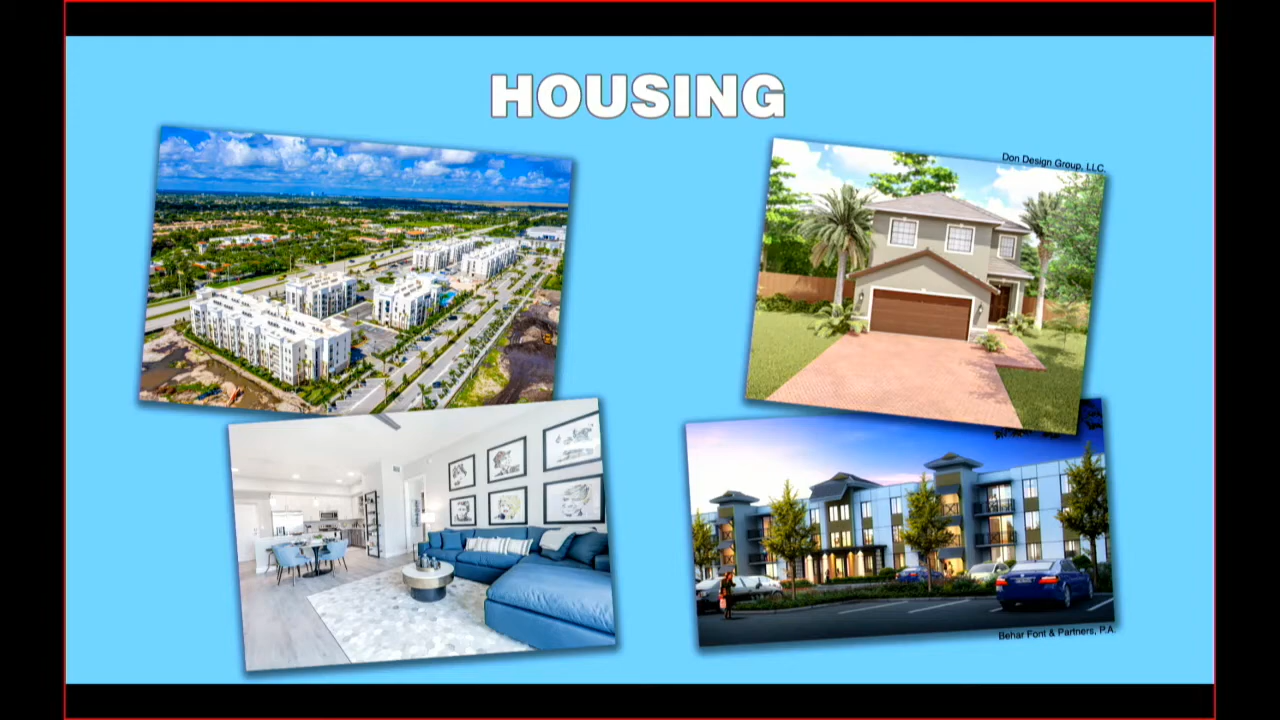 HOUSING
Don Design Group, LLC.
Behar Font & Partners, P.A.